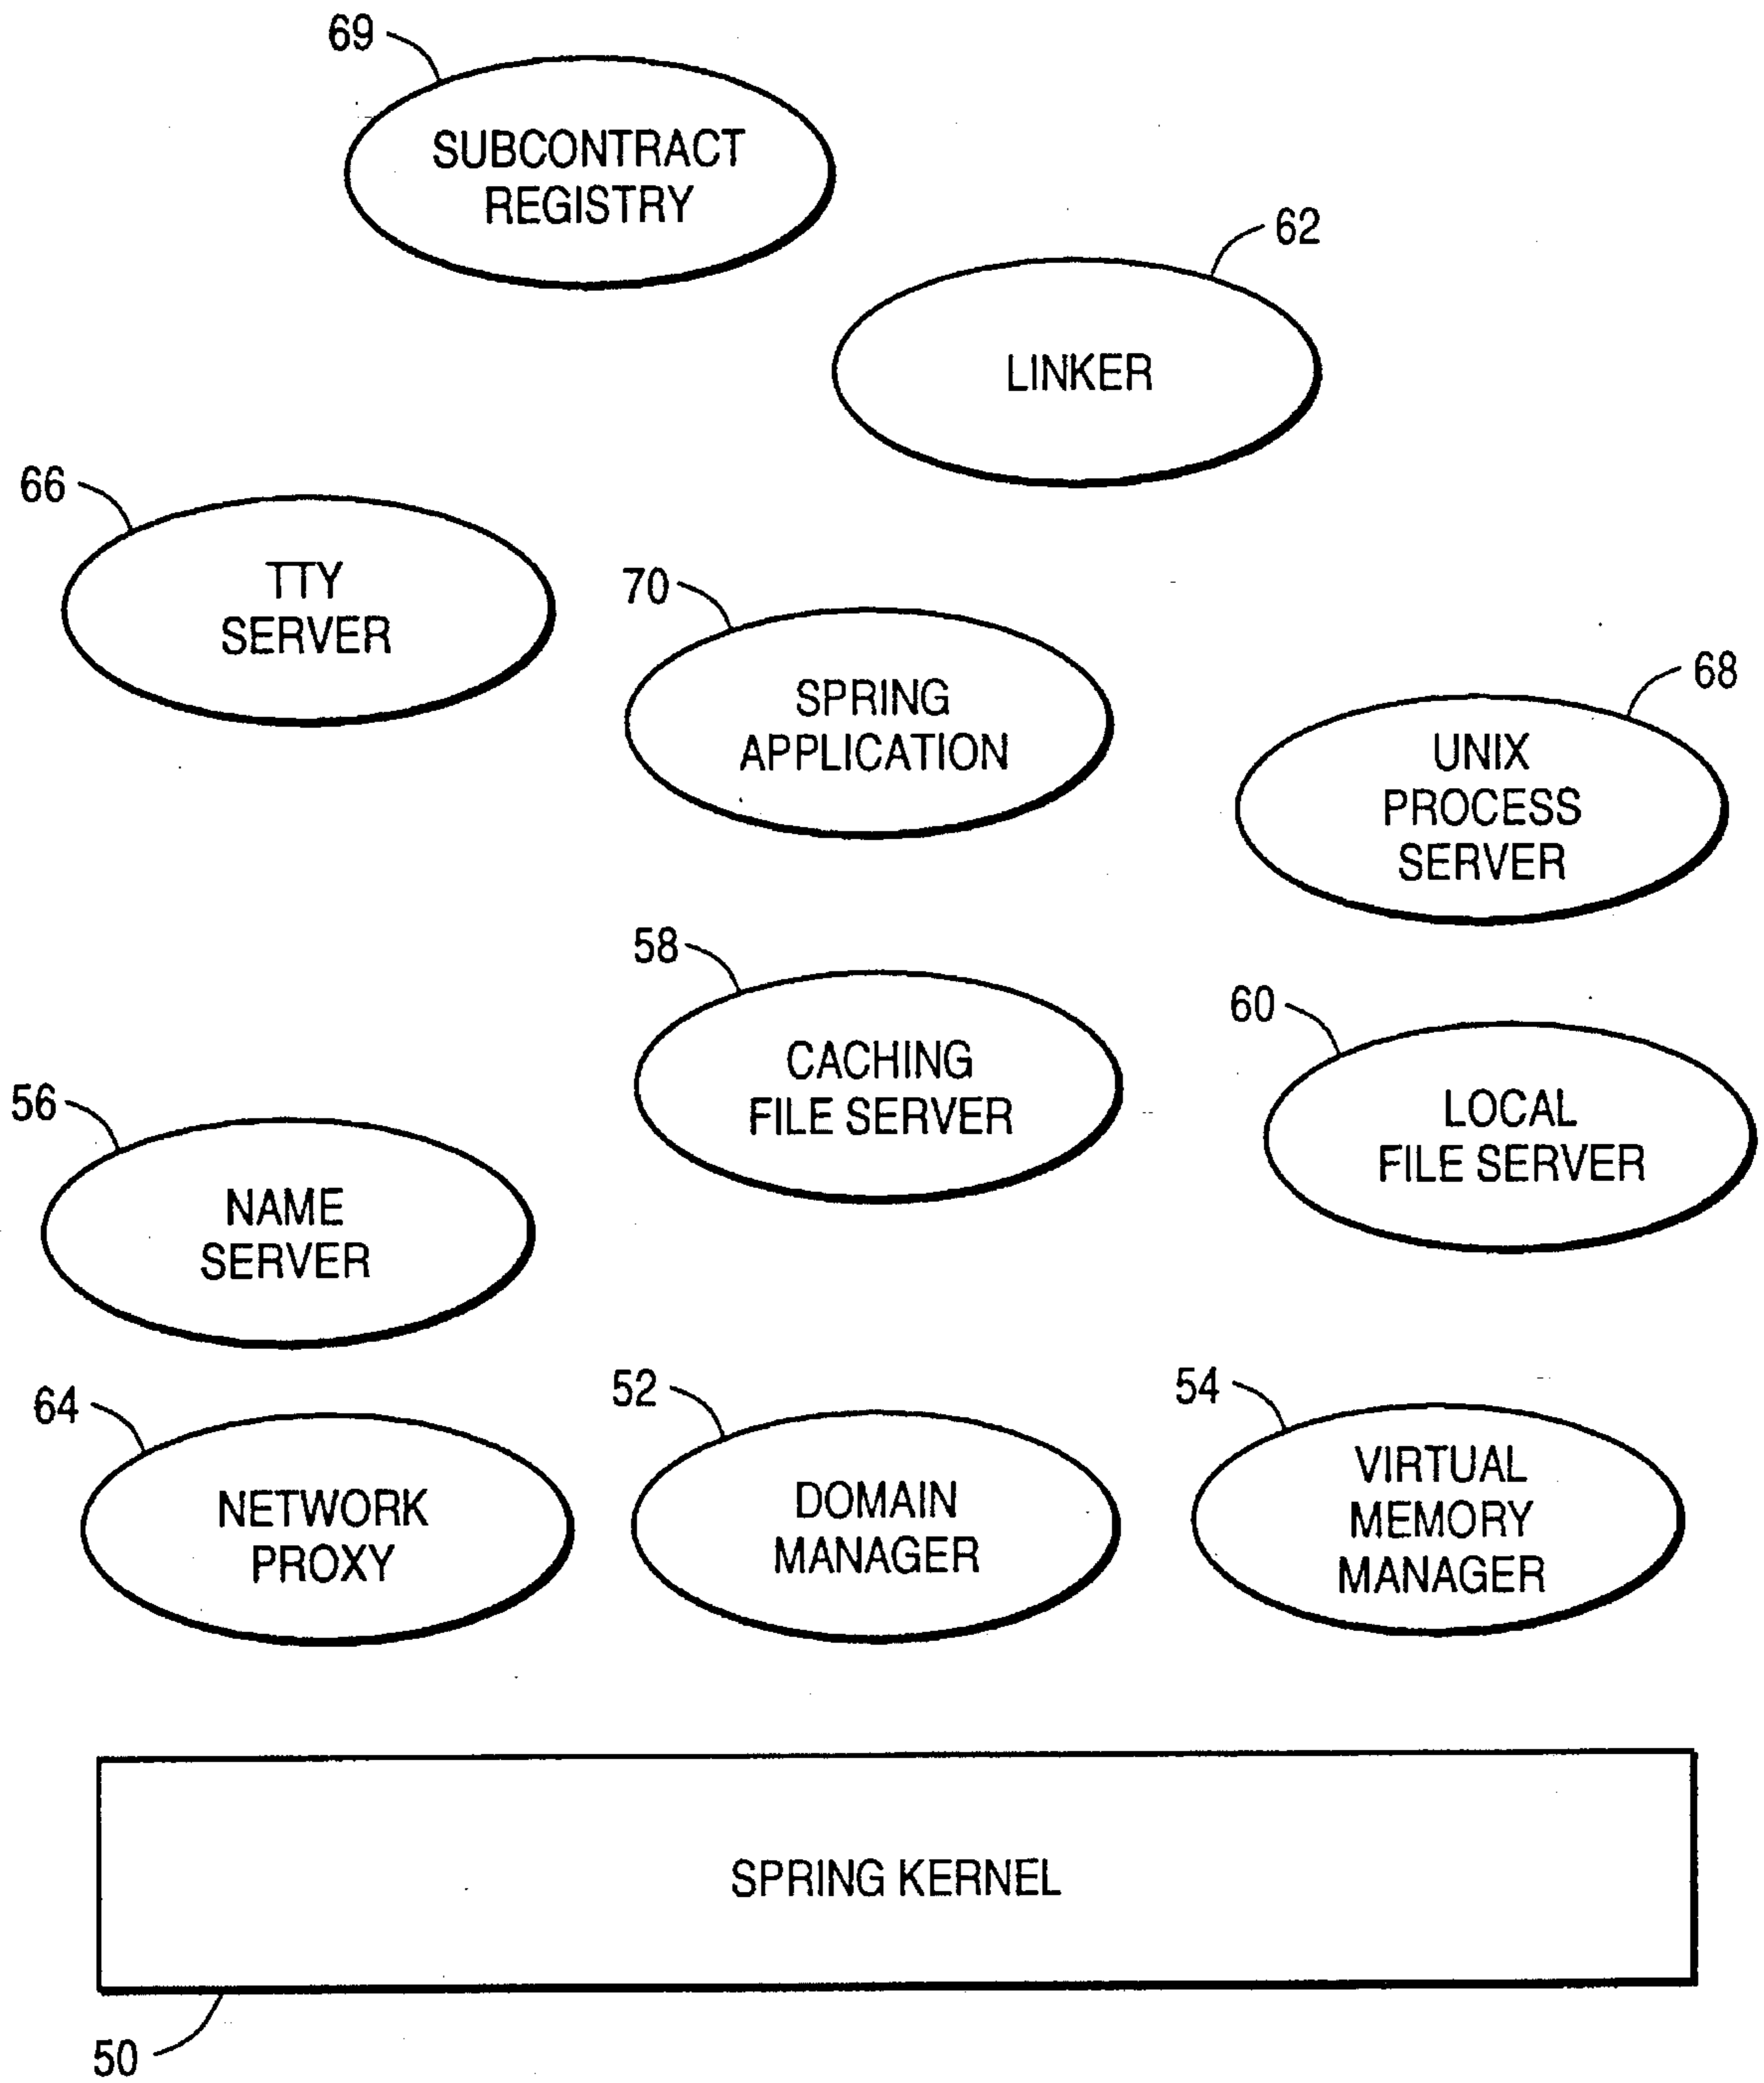 69
SUBCONTRACT
REGISTRY
62
LINKER
66
TTY
SERVER
70
SPRING
APPLICATION
68
UNIX
PROCESS
SERVER
58
CACHING
FILE SERVER
60
LOCAL
FILE SERVER
56
NAME
SERVER
64
NETWORK
PROXY
52
DOMAIN
MANAGER
54
VIRTUAL
MEMORY
MANAGER
SPRING KERNEL
50